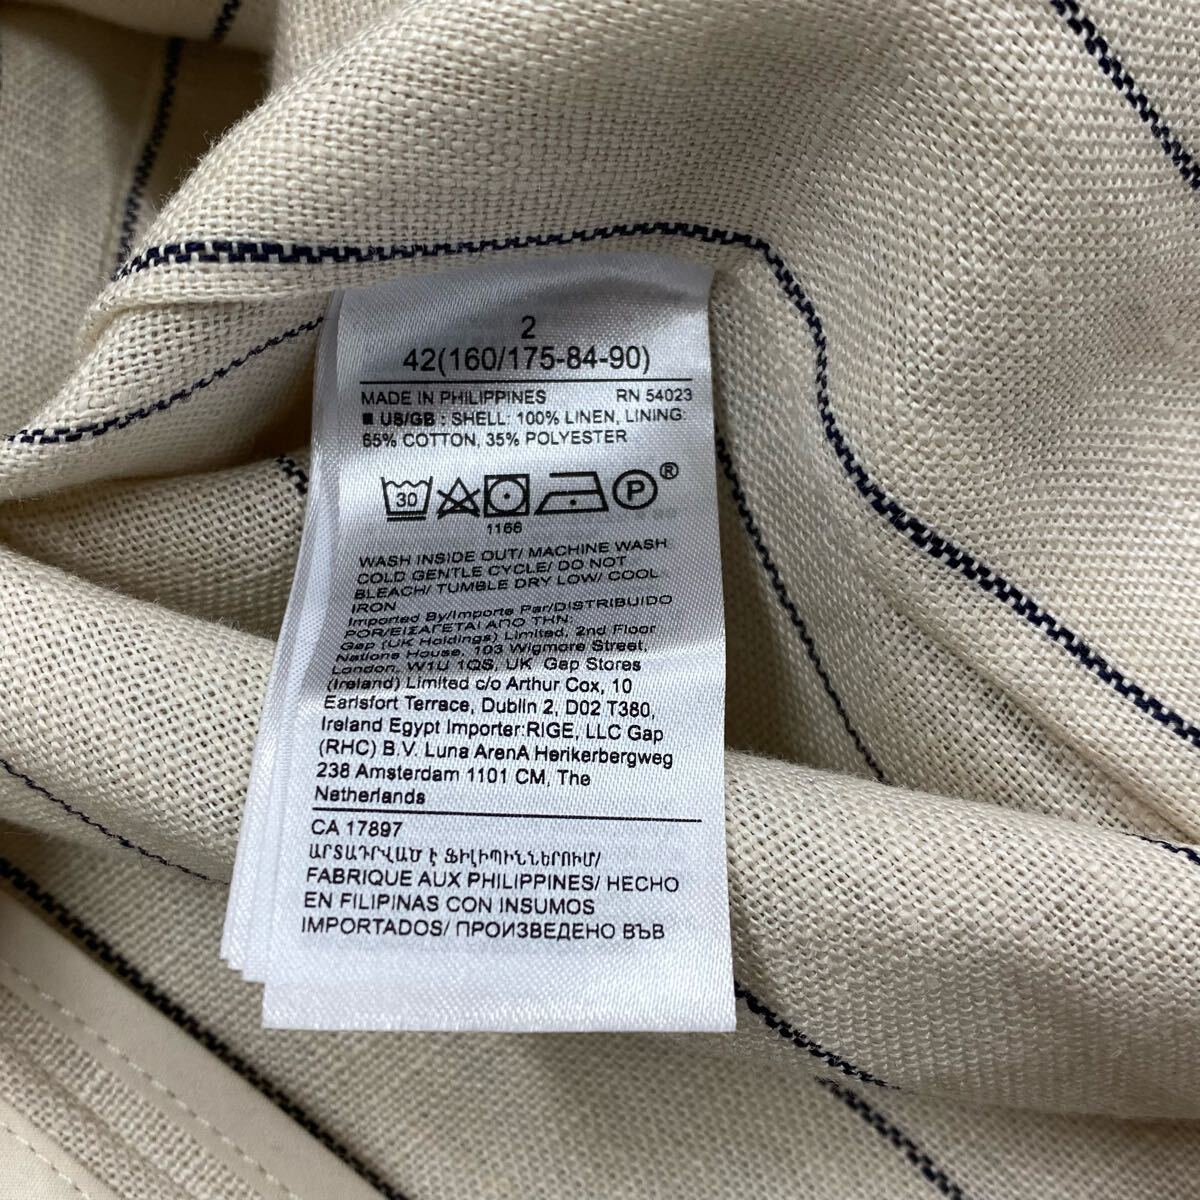 2
42(160/175-84-90)
MADE IN PHILIPPINES RN 54023
■ US/GB : SHELL: 100% LINEN, LINING:
65% COTTON, 35% POLYESTER
30 P ®
1166
WASH INSIDE OUT/ MACHINE WASH
COLD GENTLE CYCLE/ DO NOT
BLEACH/ TUMBLE DRY LOW/ COOL
IRON
Imported By/Importe Par/DISTRIBUIDO
POR/ΕΙΣΑΓΕΤΑΙ ΑΠΟ ΤΗΝ:
Gap (UK Holdings) Limited, 2nd Floor
Nations House, 103 Wigmore Street,
London, W1U 1QS, UK Gap Stores
(Ireland) Limited c/o Arthur Cox, 10
Earlsfort Terrace, Dublin 2, D02 T380,
Ireland Egypt Importer:RIGE, LLC Gap
(RHC) B.V. Luna ArenA Herikerbergweg
238 Amsterdam 1101 CM, The
Netherlands
CA 17897
ԱՐՏԱԴՐՎԱԾ Է ՖԻԼԻՊԻՆՆԵՐՈՒՄ/
FABRIQUE AUX PHILIPPINES/ HECHO
EN FILIPINAS CON INSUMOS
IMPORTADOS/ ПРОИЗВЕДЕНО ВЪВ